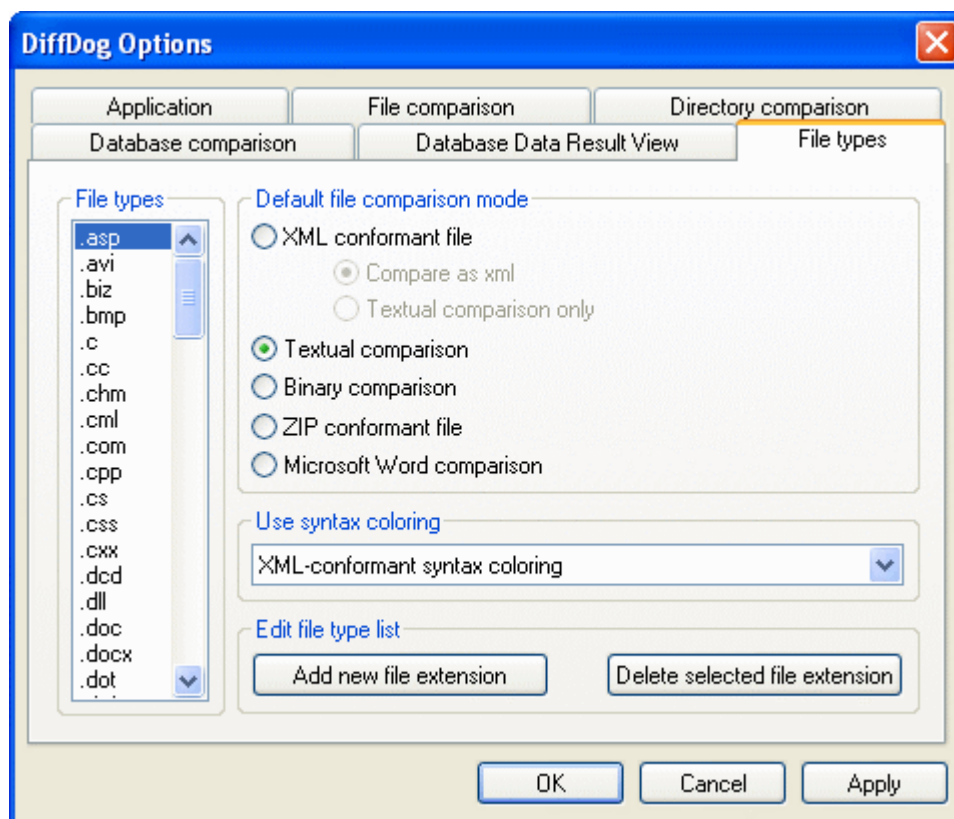 DiffDog Options
Application
File comparison
Directory comparison
Database comparison
Database Data Result View
File types
File types
.asp
.avi
.biz
.bmp
.c
.cc
.chm
.cml
.com
.cpp
.cs
.css
.cxx
.dcd
.dll
.doc
.docx
.dot
Default file comparison mode
XML conformant file
Compare as xml
Textual comparison only
Textual comparison
Binary comparison
ZIP conformant file
Microsoft Word comparison
Use syntax coloring
XML-conformant syntax coloring
Edit file type list
Add new file extension
Delete selected file extension
OK
Cancel
Apply